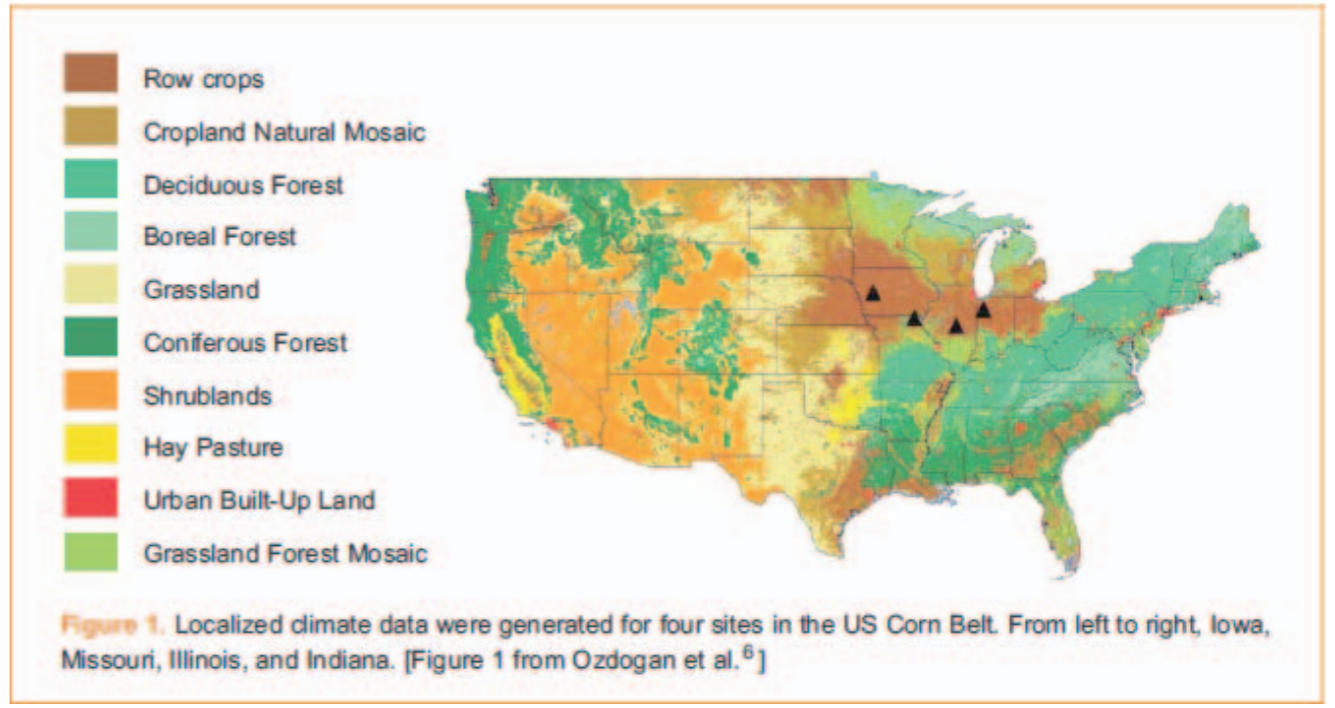 Row crops
Cropland Natural Mosaic
Deciduous Forest
Boreal Forest
Grassland
Coniferous Forest
Shrublands
Hay Pasture
Urban Built-Up Land
Grassland Forest Mosaic
Figure 1. Localized climate data were generated for four sites in the US Corn Belt. From left to right, Iowa,
Missouri, Illinois, and Indiana. [Figure 1 from Ozdogan et al.6]